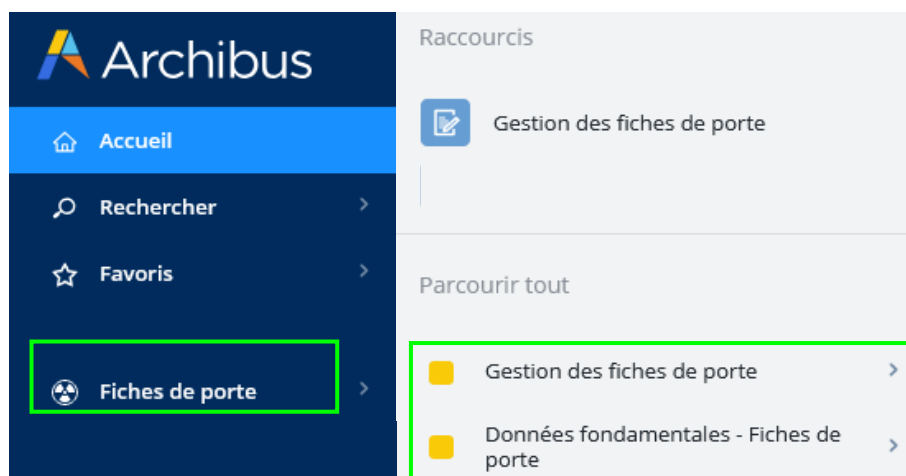 Archibus
Accueil
Rechercher
Favoris
Fiches de porte
Raccourcis
Gestion des fiches de porte
Parcourir tout
Gestion des fiches de porte
Données fondamentales - Fiches de
porte